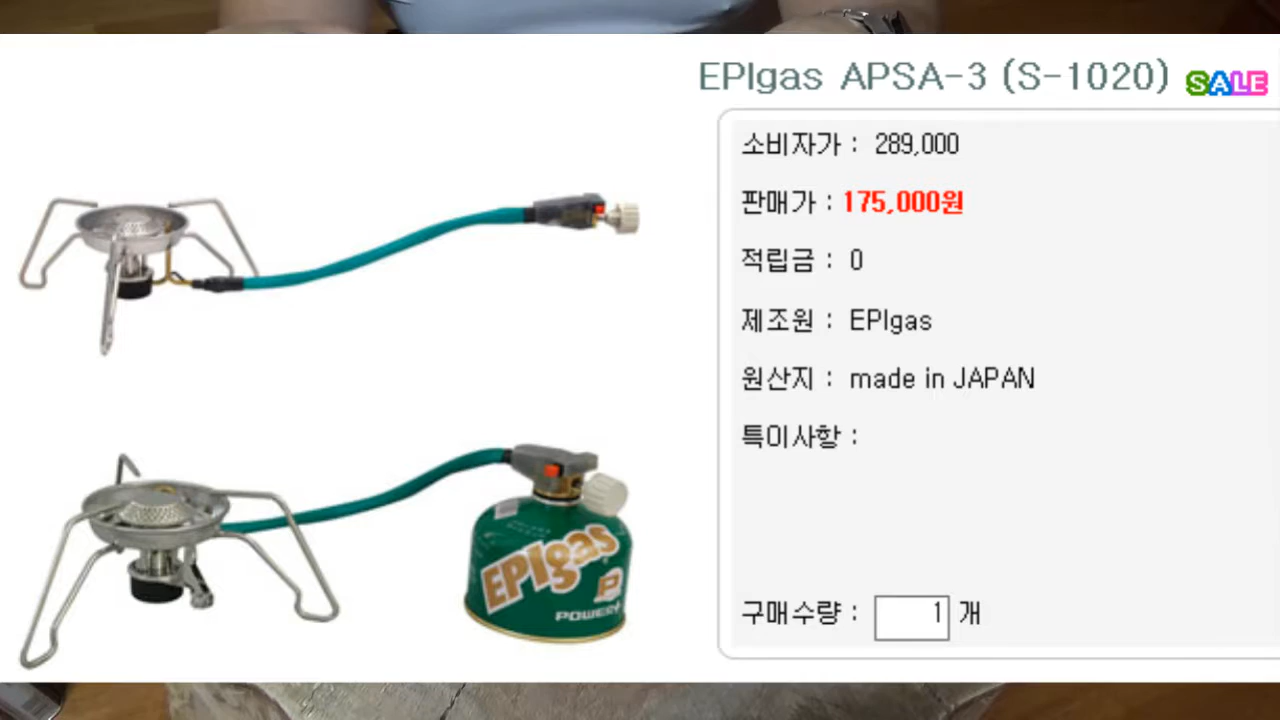 EPIgas APSA-3 (S-1020) SALE
소비자가 : 289,000
판매가 : 175,000원
적립금 : 0
제조원 : EPIgas
원산지 : made in JAPAN
특이사항 :
구매수량 : 1 개
EPIgas
P
POWER+